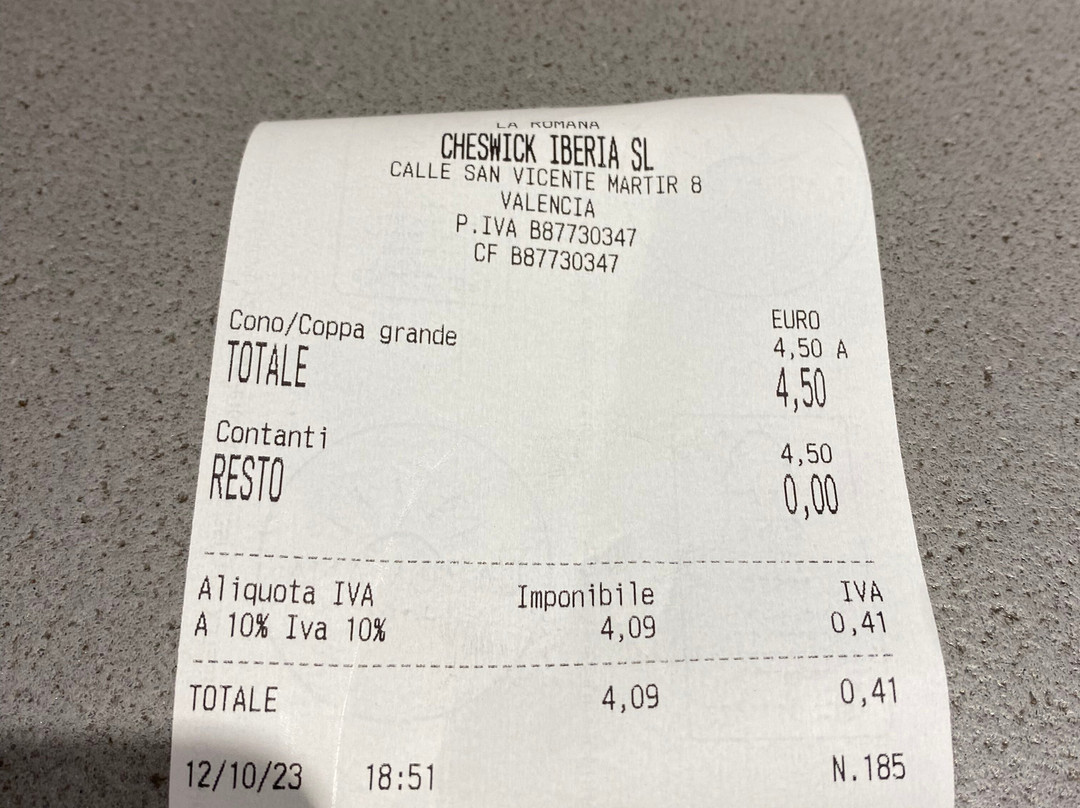 LA ROMANA
CHESWICK IBERIA SL
CALLE SAN VICENTE MARTIR 8
VALENCIA
P.IVA B87730347
CF B87730347
EURO
Cono/Coppa grande 4,50 A
TOTALE 4,50
Contanti 4,50
RESTO 0,00
Aliquota IVA Imponibile IVA
A 10% Iva 10% 4,09 0,41
TOTALE 4,09 0,41
12/10/23 18:51 N.185